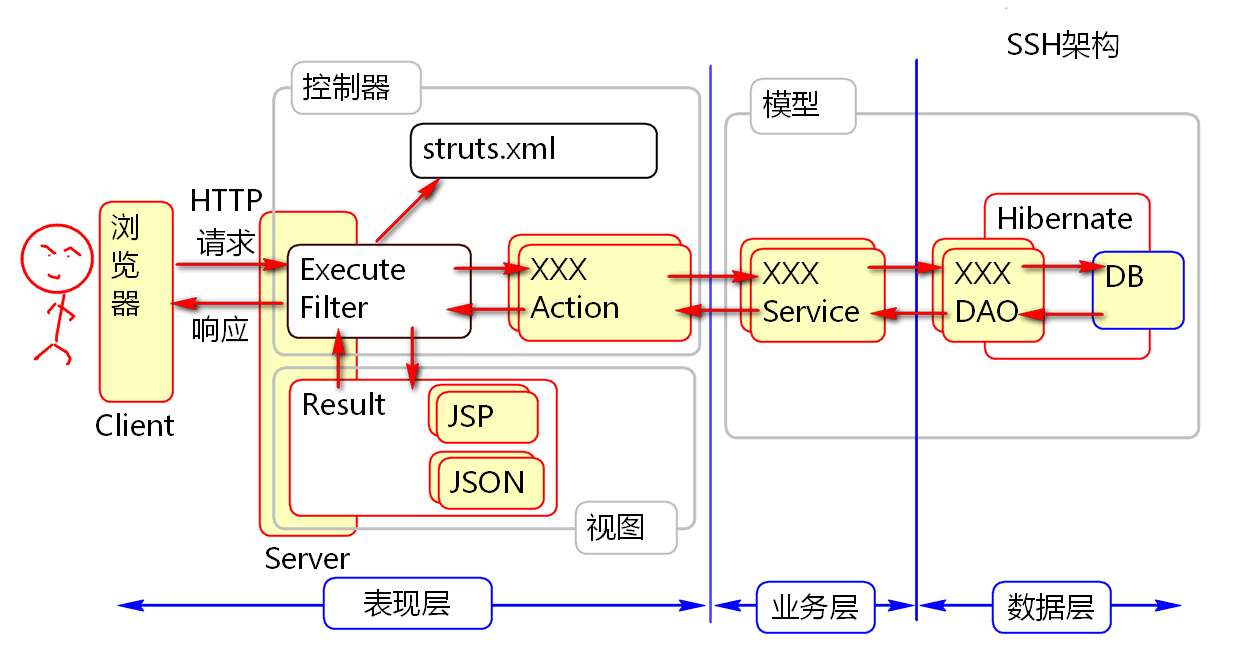 SSH架构
控制器
模型
struts.xml
浏
览
器
HTTP
请求
响应
Client
Execute
Filter
XXX
Action
XXX
Service
Hibernate
XXX
DAO
DB
Result
JSP
JSON
视图
Server
表现层
业务层
数据层